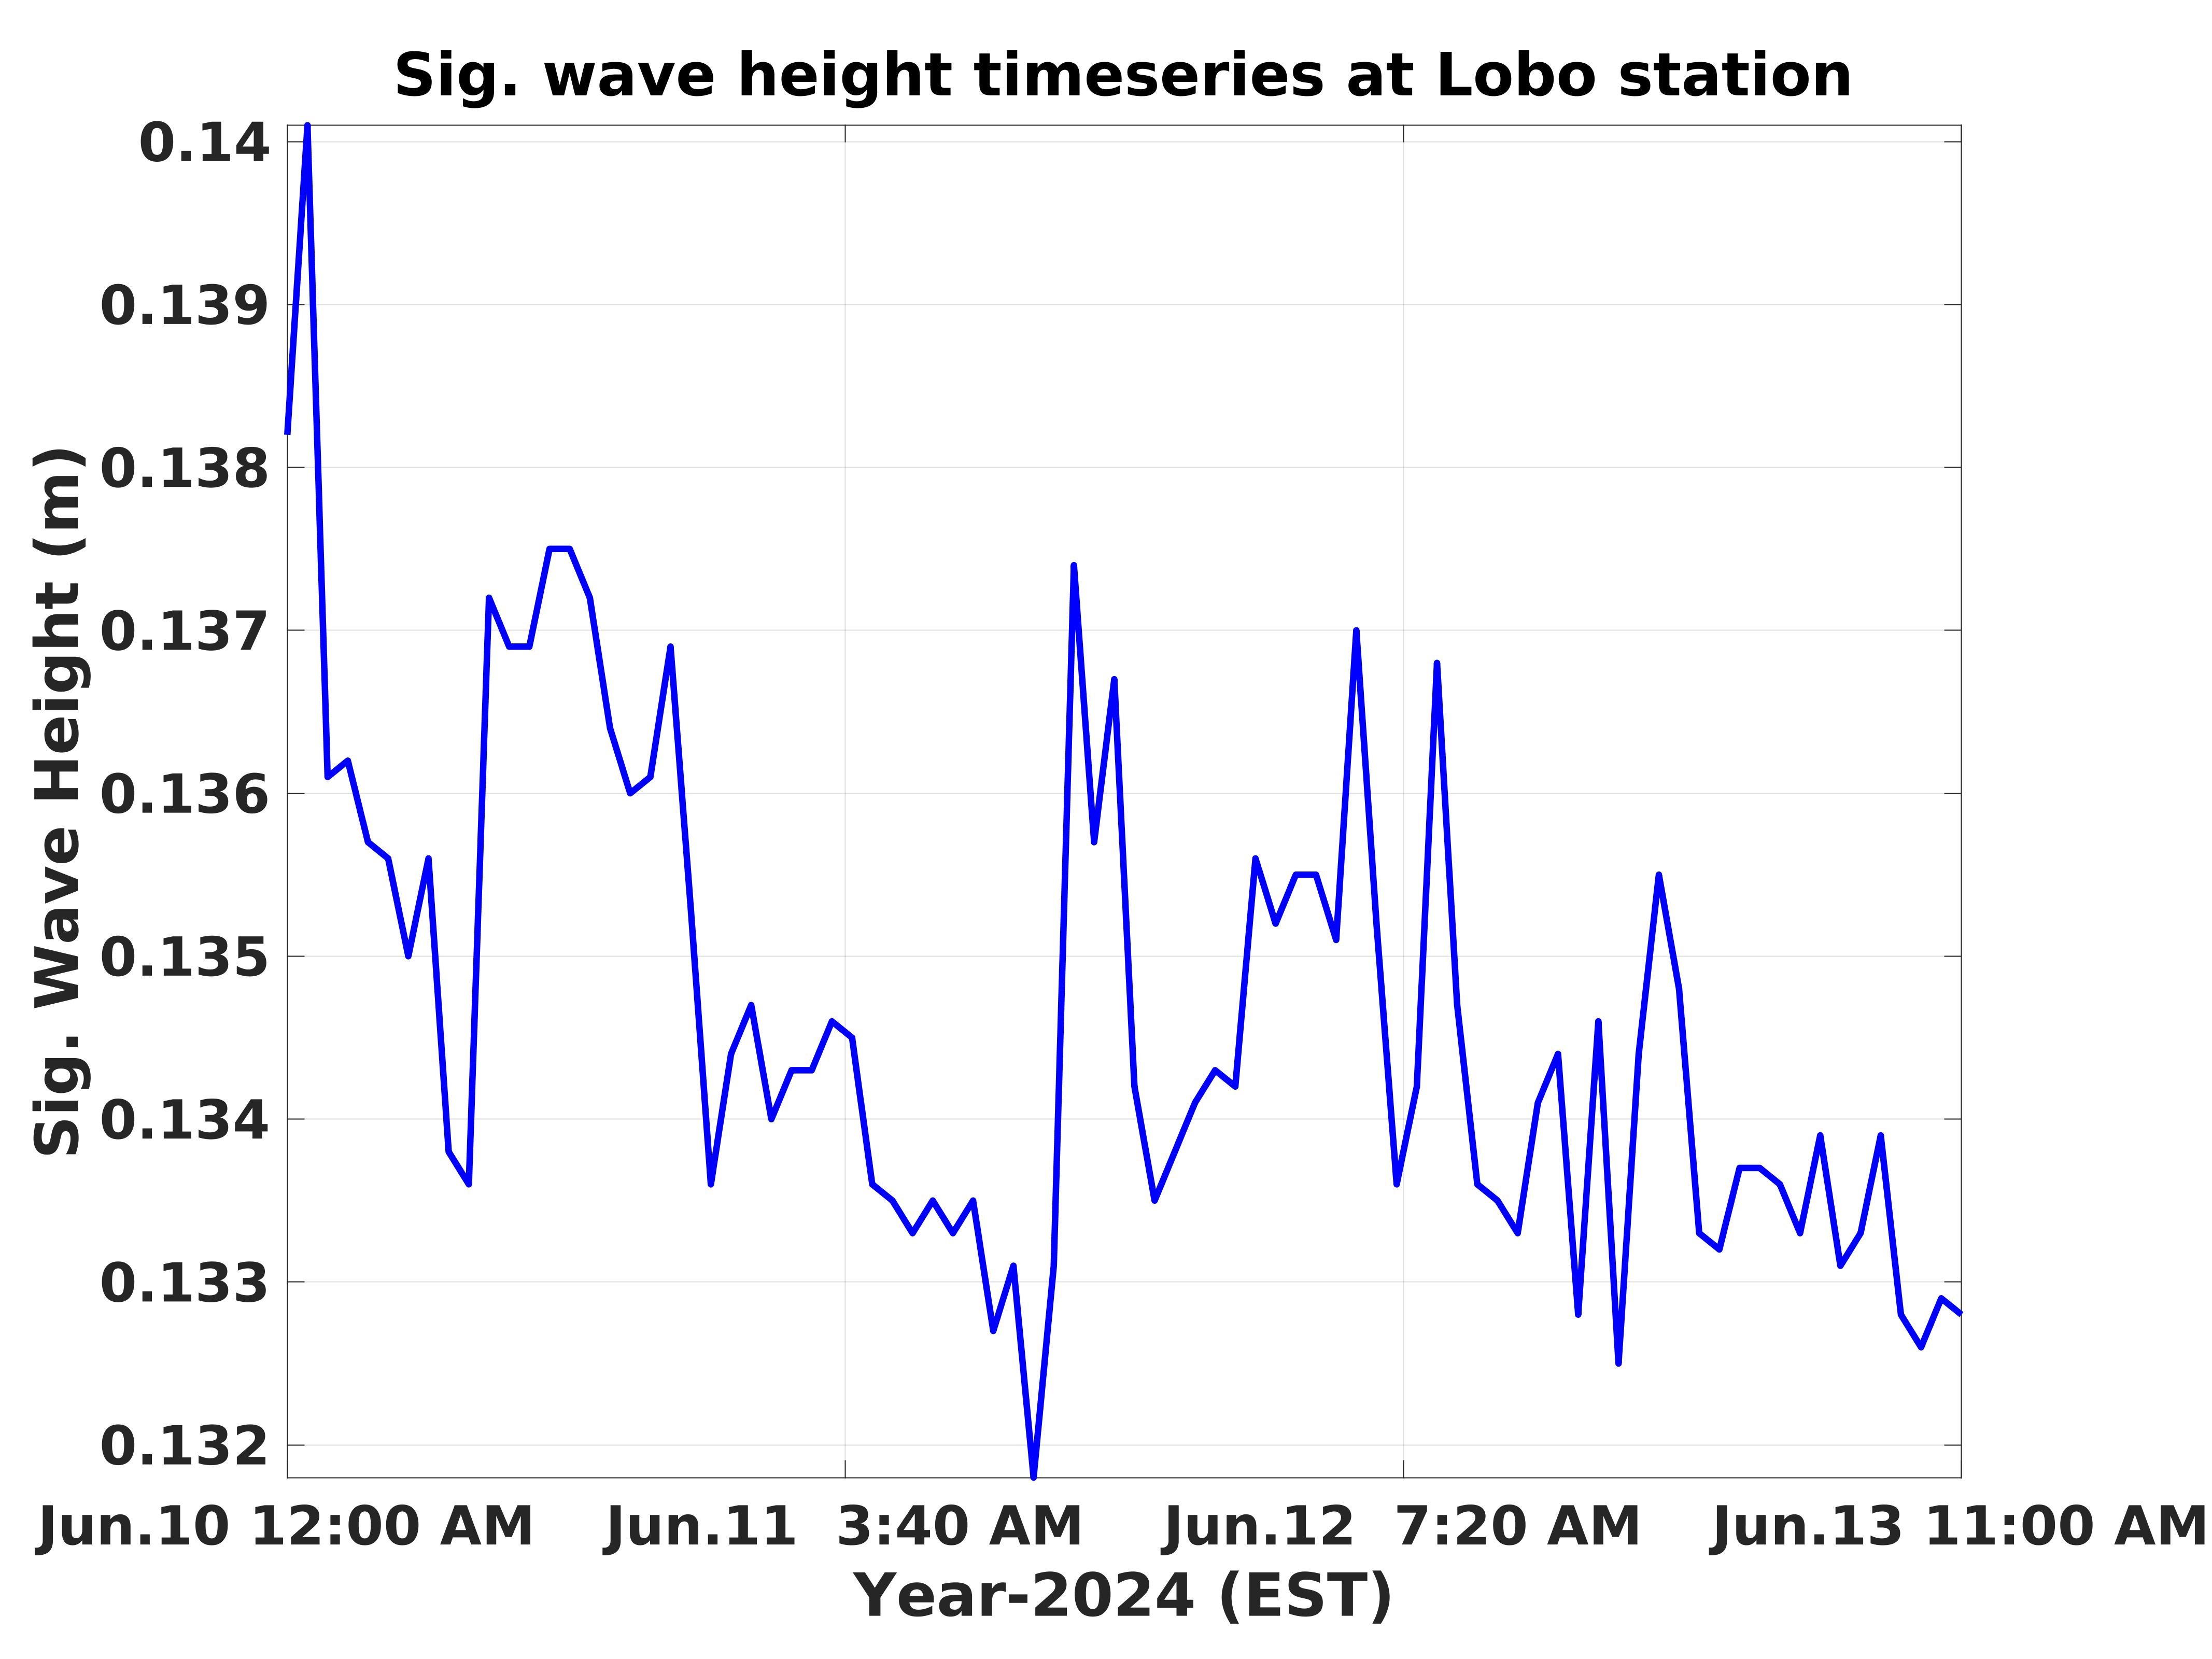 Sig. wave height timeseries at Lobo station
0.14
0.139
0.138
0.137
0.136
0.135
0.134
0.133
0.132
Sig. Wave Height (m)
Jun.10 12:00 AM Jun.11 3:40 AM Jun.12 7:20 AM Jun.13 11:00 AM
Year-2024 (EST)